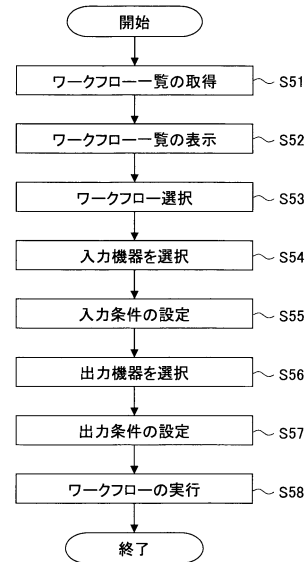 開始
ワークフロー一覧の取得 S51
ワークフロー一覧の表示 S52
ワークフロー選択 S53
入力機器を選択 S54
入力条件の設定 S55
出力機器を選択 S56
出力条件の設定 S57
ワークフローの実行 S58
終了